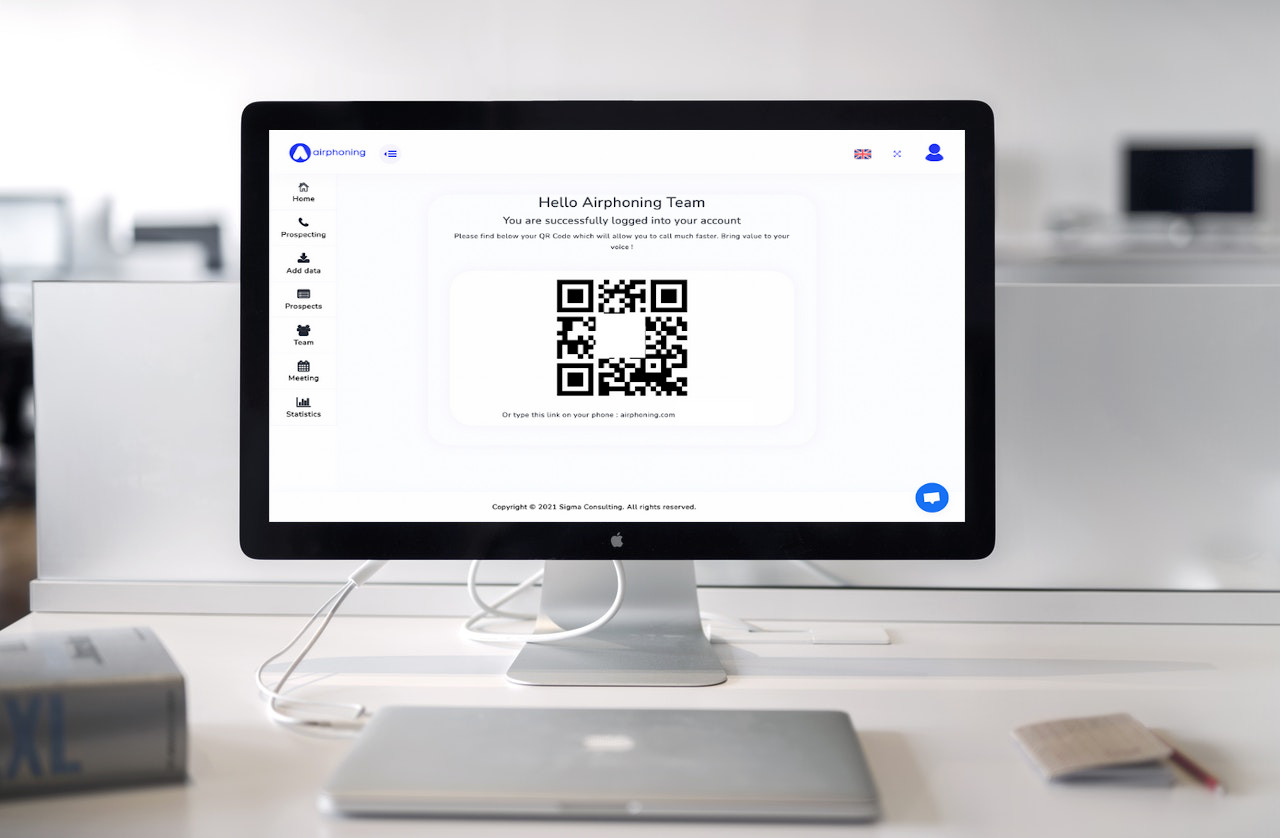 airphoning
Home
Prospecting
Add data
Prospects
Team
Meeting
Statistics
Hello Airphoning Team
You are successfully logged into your account
Please find below your QR Code which will allow you to call much faster. Bring value to your
voice !
Or type this link on your phone : airphoning.com
Copyright © 2021 Sigma Consulting. All rights reserved.
XL